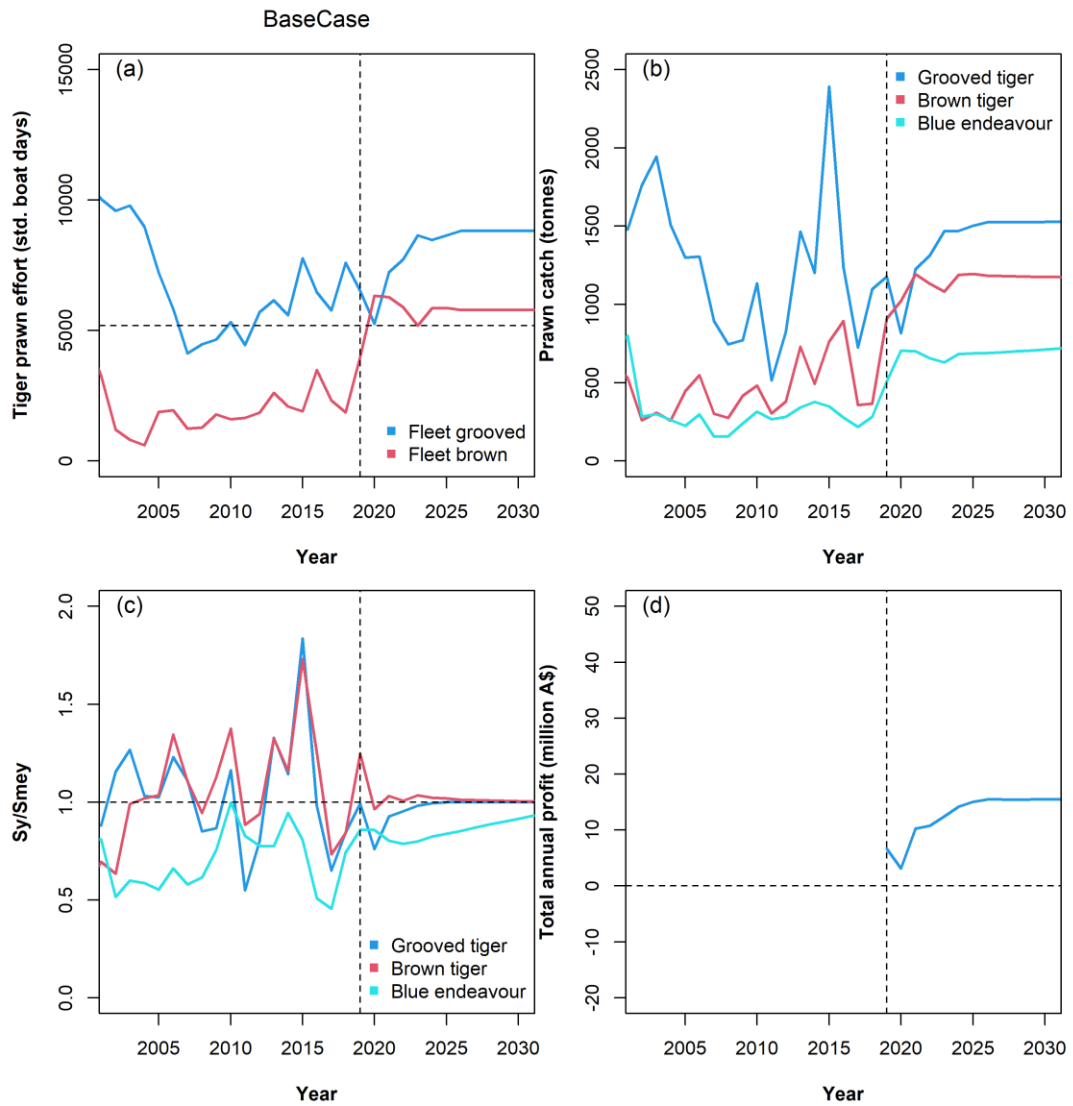 BaseCase
(a)
Tiger prawn effort (std. boat days)
15000
10000
5000
0
Fleet grooved
Fleet brown
2005 2010 2015 2020 2025 2030
Year
(b)
Prawn catch (tonnes)
2500
2000
1500
1000
500
0
Grooved tiger
Brown tiger
Blue endeavour
2005 2010 2015 2020 2025 2030
Year
(c)
Sy/Smey
2.0
1.5
1.0
0.5
0.0
Grooved tiger
Brown tiger
Blue endeavour
2005 2010 2015 2020 2025 2030
Year
(d)
Total annual profit (million A$)
50
40
30
20
10
0
-10
-20
2005 2010 2015 2020 2025 2030
Year